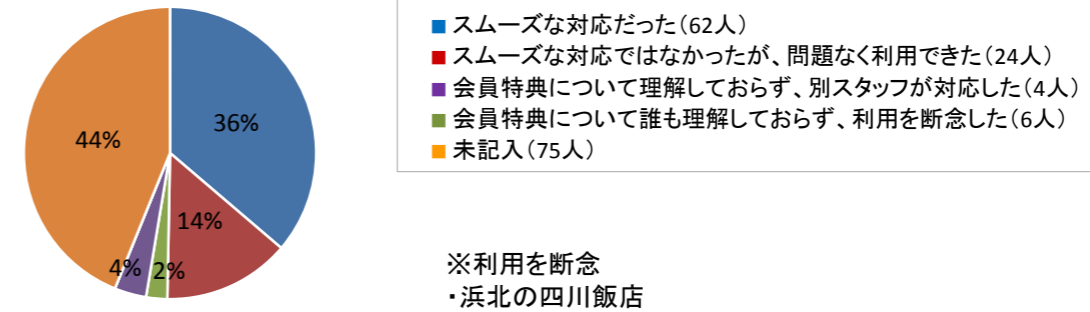 36%
14%
2%
4%
44%
■ スムーズな対応だった(62人)
■ スムーズな対応ではなかったが、問題なく利用できた(24人)
■ 会員特典について理解しておらず、別スタッフが対応した(4人)
■ 会員特典について誰も理解しておらず、利用を断念した(6人)
■ 未記入(75人)
※利用を断念
・浜北の四川飯店